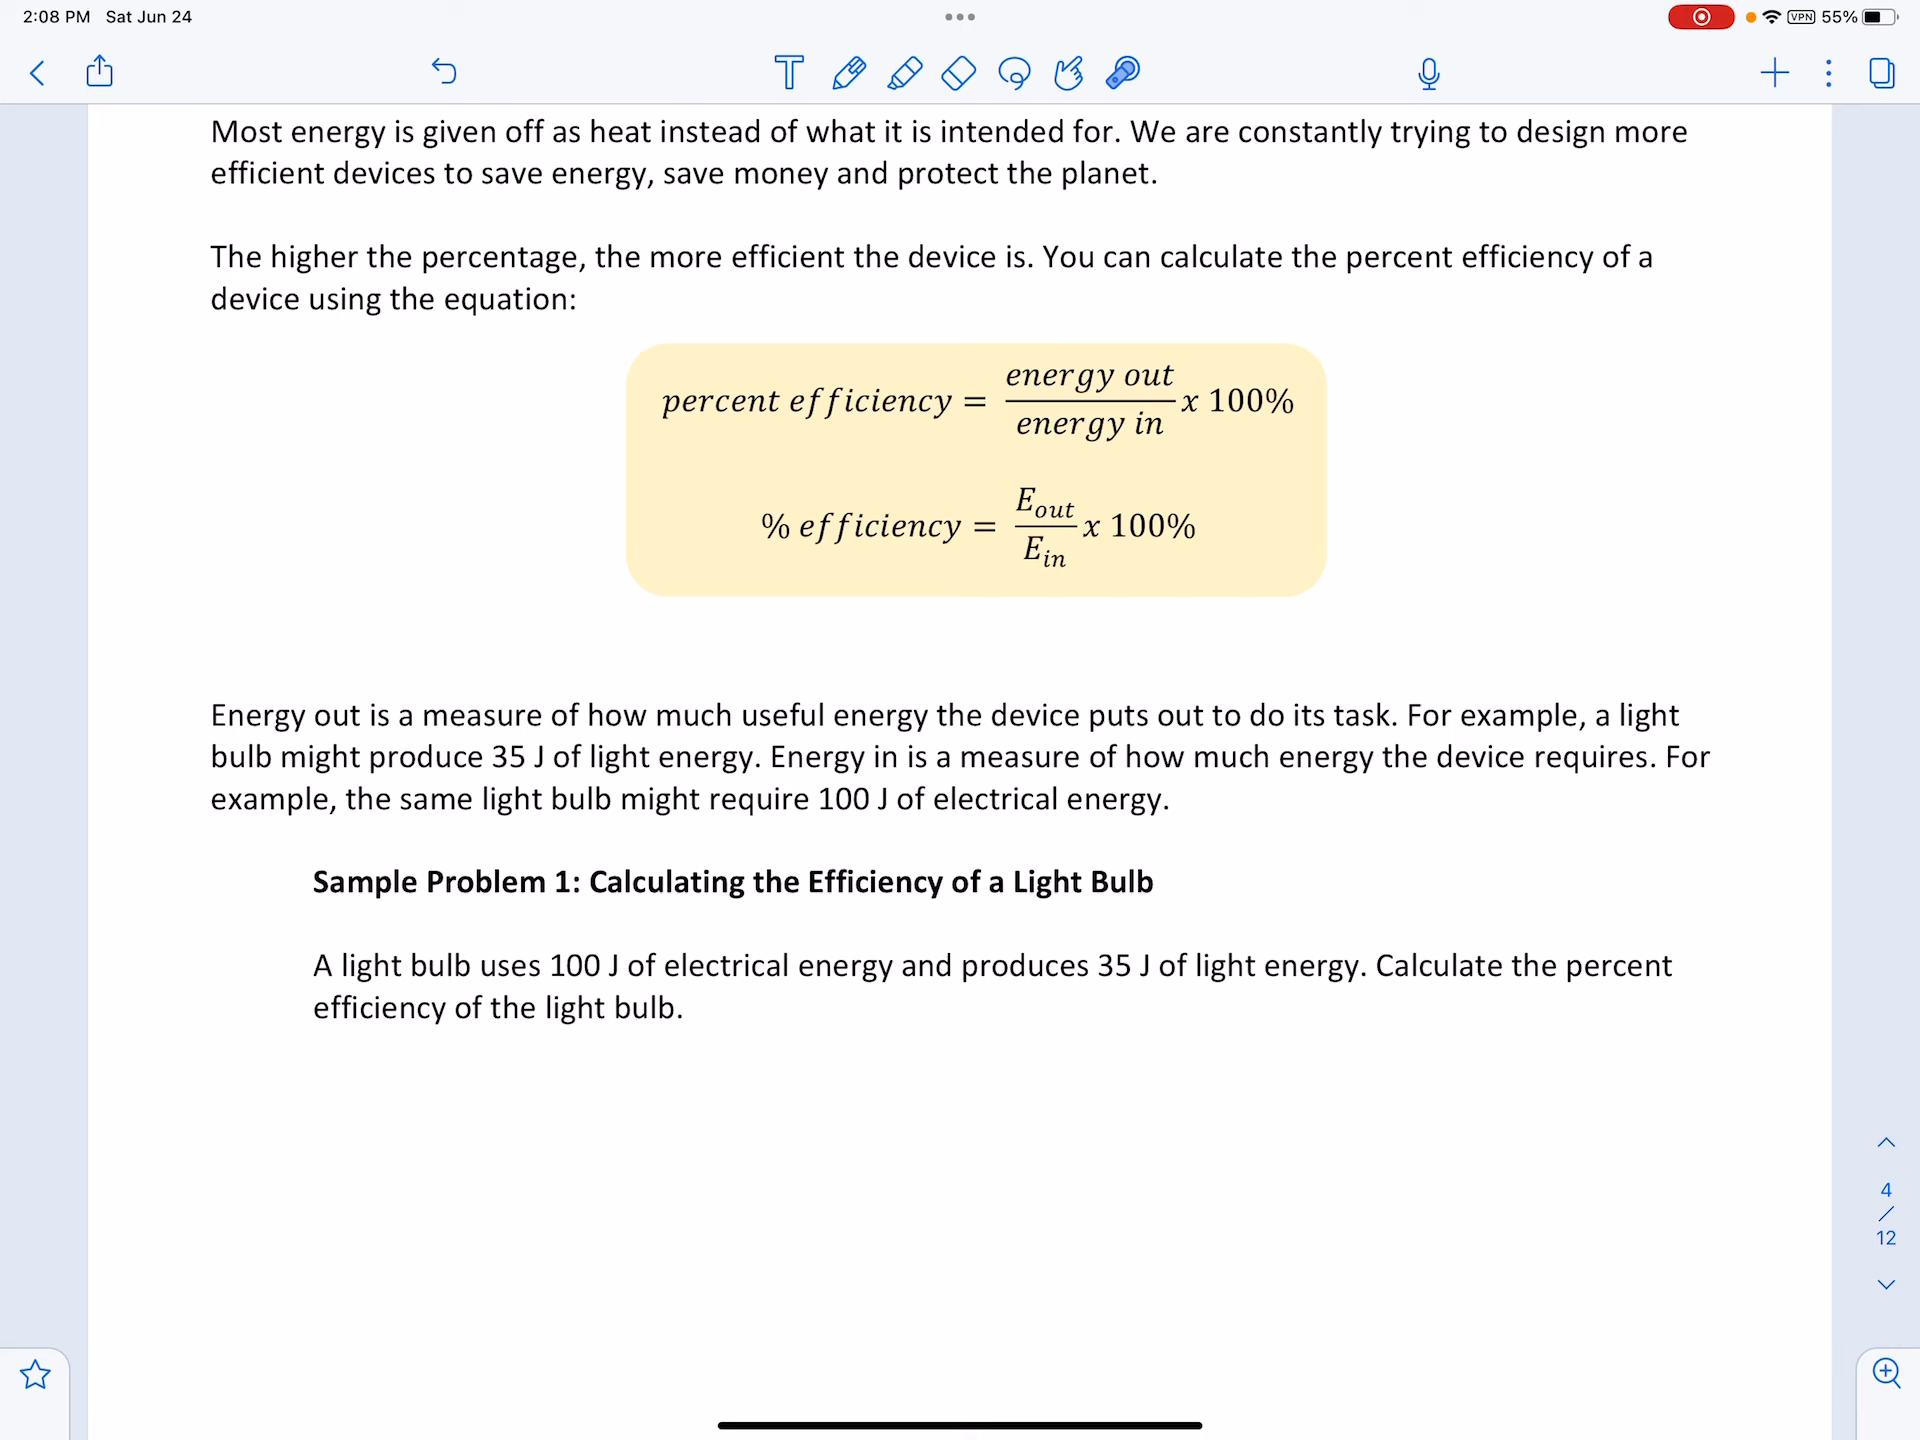 2:08 PM Sat Jun 24
VPN 55%
Most energy is given off as heat instead of what it is intended for. We are constantly trying to design more
efficient devices to save energy, save money and protect the planet.
The higher the percentage, the more efficient the device is. You can calculate the percent efficiency of a
device using the equation:
percent efficiency = energy out / energy in x 100%
% efficiency = E_out / E_in x 100%
Energy out is a measure of how much useful energy the device puts out to do its task. For example, a light
bulb might produce 35 J of light energy. Energy in is a measure of how much energy the device requires. For
example, the same light bulb might require 100 J of electrical energy.
Sample Problem 1: Calculating the Efficiency of a Light Bulb
A light bulb uses 100 J of electrical energy and produces 35 J of light energy. Calculate the percent
efficiency of the light bulb.
4
/
12